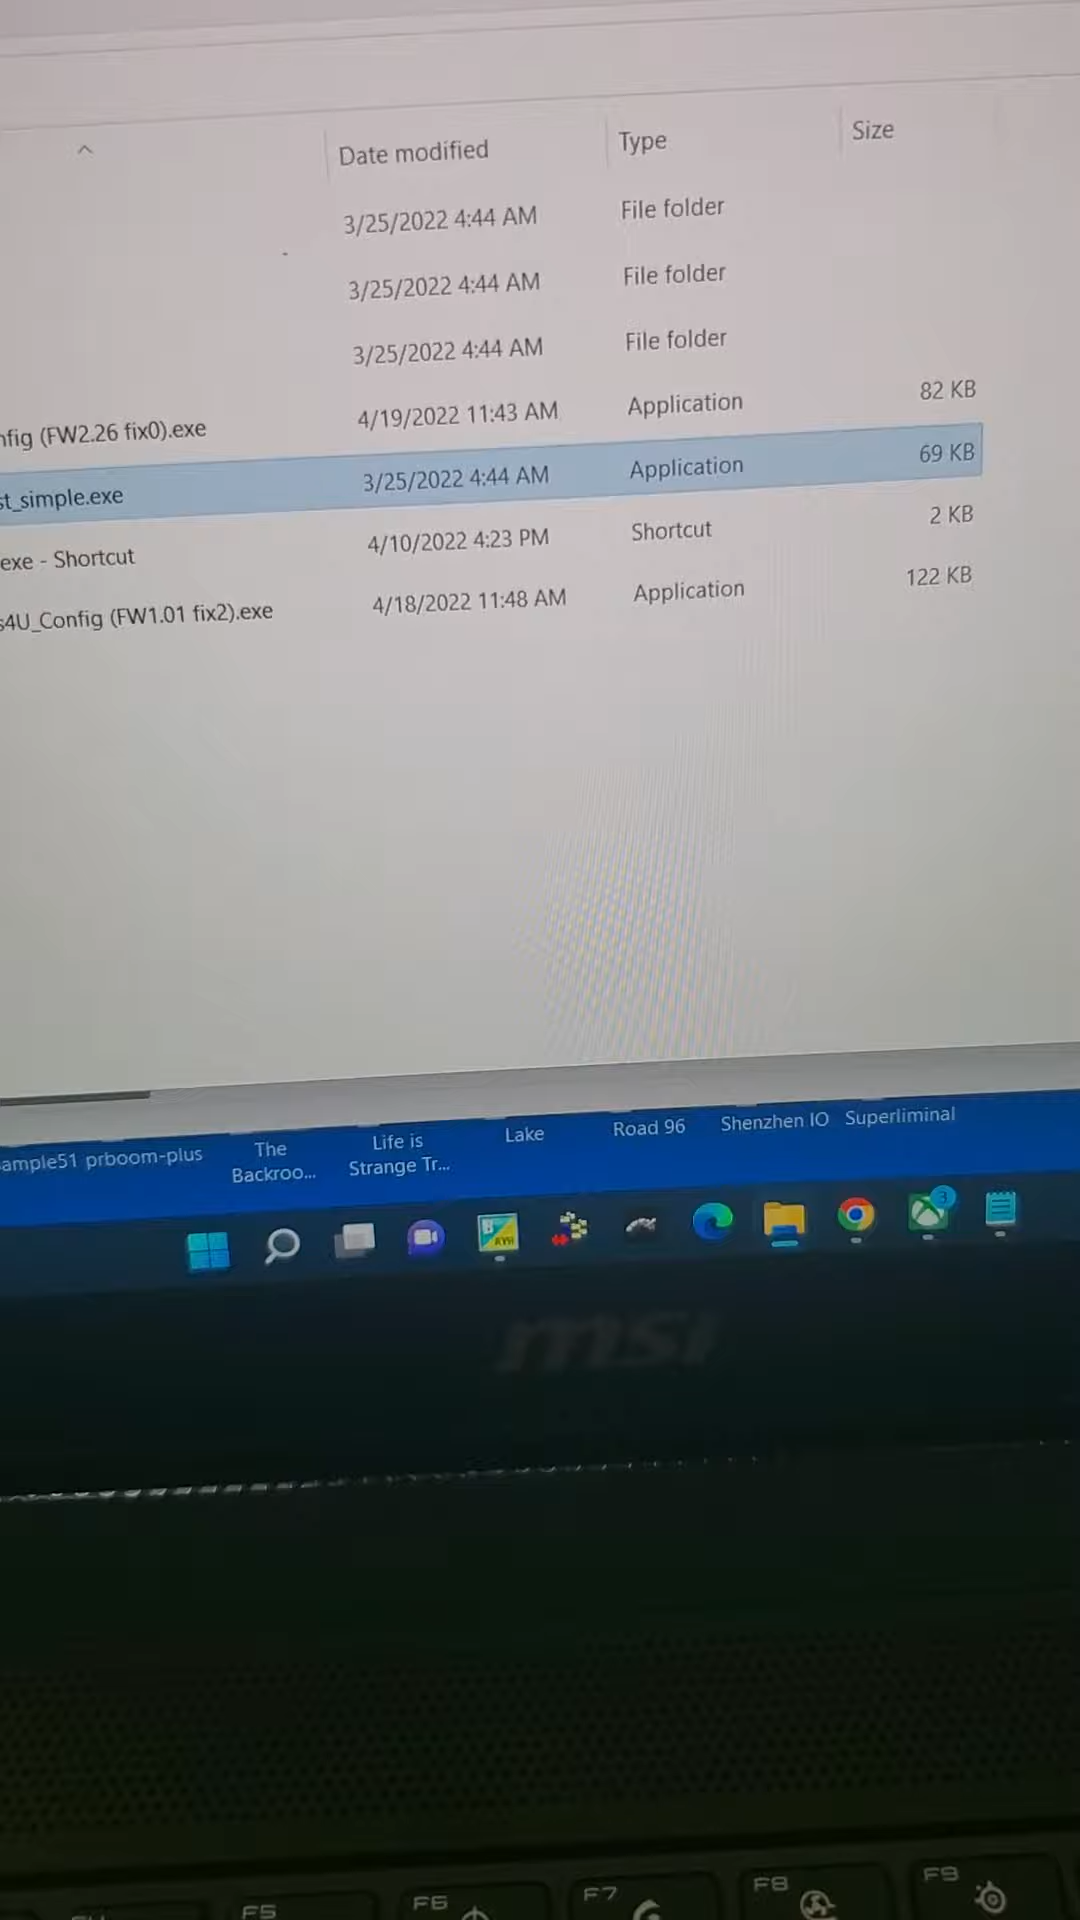 Date modified Type Size
3/25/2022 4:44 AM File folder
3/25/2022 4:44 AM File folder
3/25/2022 4:44 AM File folder
nfig (FW2.26 fix0).exe 4/19/2022 11:43 AM Application 82 KB
st_simple.exe 3/25/2022 4:44 AM Application 69 KB
exe - Shortcut 4/10/2022 4:23 PM Shortcut 2 KB
s4U_Config (FW1.01 fix2).exe 4/18/2022 11:48 AM Application 122 KB
ample51 prboom-plus
The
Backroo...
Life is
Strange Tr...
Lake
Road 96
Shenzhen IO
Superliminal
3
msi
F5 F6 F7 F8 F9